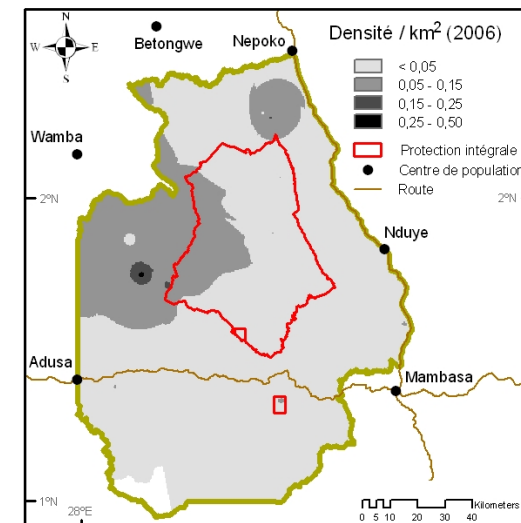 N
W E
S
Betongwe
Nepoko
Densité / km² (2006)
< 0,05
0,05 - 0,15
0,15 - 0,25
0,25 - 0,50
Protection intégrale
Centre de population
Route
Wamba
2°N
2°N
Nduye
Adusa
Mambasa
1°N
28°E
Kilometers
0 5 10 20 30 40